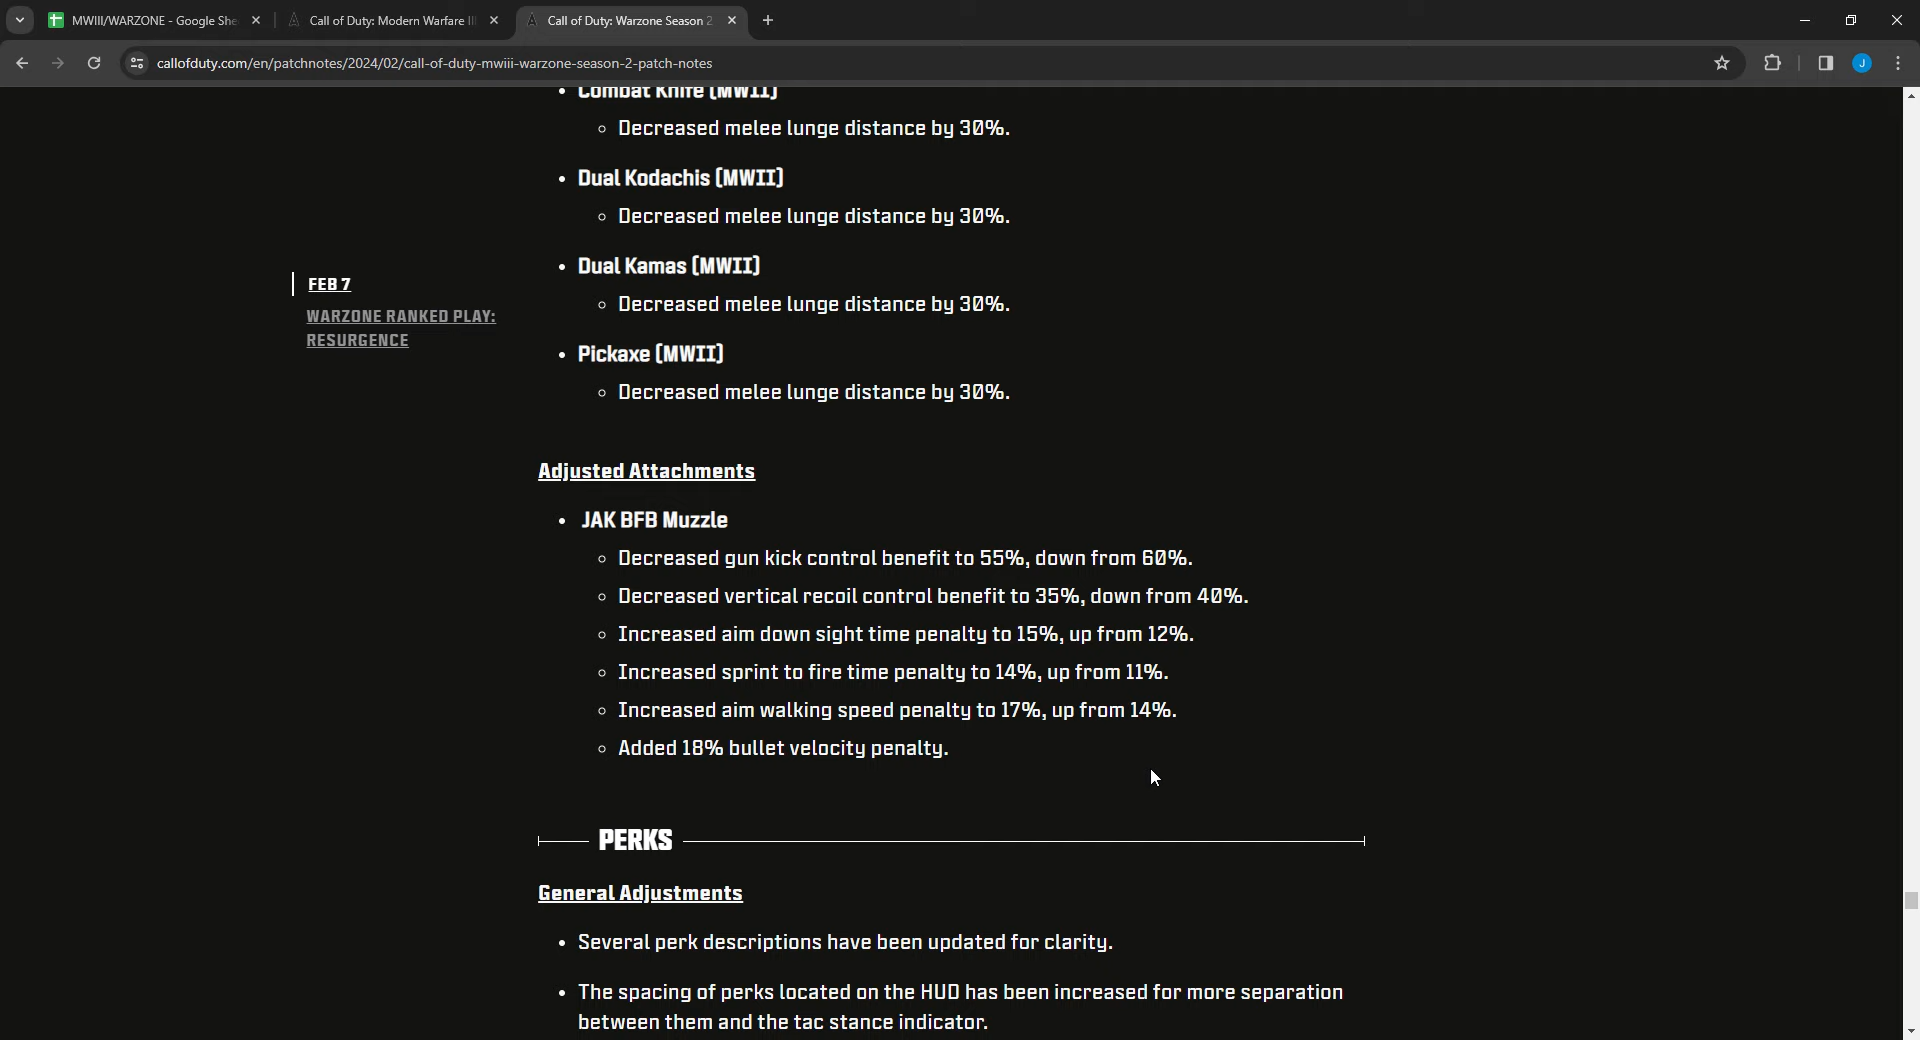 MWIII/WARZONE - Google She
Call of Duty: Modern Warfare III
Call of Duty: Warzone Season 2
callofduty.com/en/patchnotes/2024/02/call-of-duty-mwiii-warzone-season-2-patch-notes
J
FEB 7
WARZONE RANKED PLAY:
RESURGENCE
• Combat Knife (MWII)
◦ Decreased melee lunge distance by 30%.
• Dual Kodachis (MWII)
◦ Decreased melee lunge distance by 30%.
• Dual Kamas (MWII)
◦ Decreased melee lunge distance by 30%.
• Pickaxe (MWII)
◦ Decreased melee lunge distance by 30%.
Adjusted Attachments
• JAK BFB Muzzle
◦ Decreased gun kick control benefit to 55%, down from 60%.
◦ Decreased vertical recoil control benefit to 35%, down from 40%.
◦ Increased aim down sight time penalty to 15%, up from 12%.
◦ Increased sprint to fire time penalty to 14%, up from 11%.
◦ Increased aim walking speed penalty to 17%, up from 14%.
◦ Added 18% bullet velocity penalty.
PERKS
General Adjustments
• Several perk descriptions have been updated for clarity.
• The spacing of perks located on the HUD has been increased for more separation
between them and the tac stance indicator.